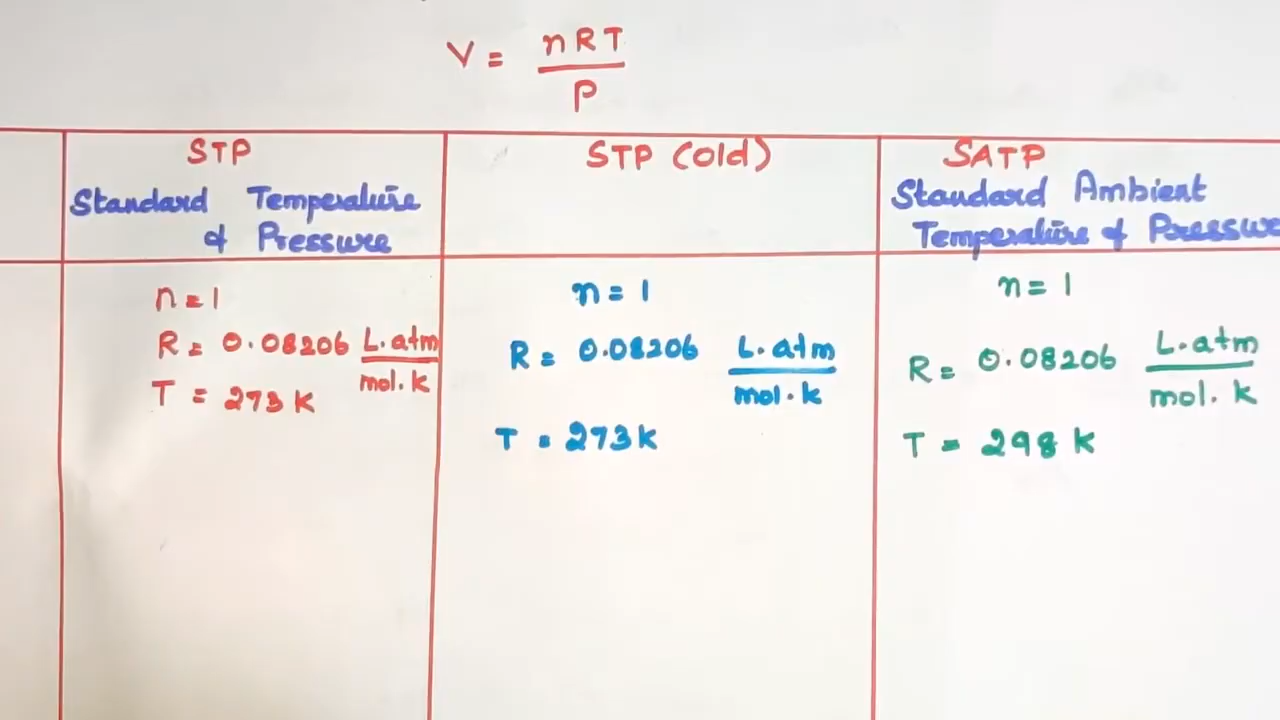 V = nRT
P
STP
Standard Temperature
& Pressure
n = 1
R = 0.08206 L.atm
mol.k
T = 273 K
STP (old)
n = 1
R = 0.08206 L.atm
mol.k
T = 273 K
SATP
Standard Ambient
Temperature & Pressure
n = 1
R = 0.08206 L.atm
mol.k
T = 298 K